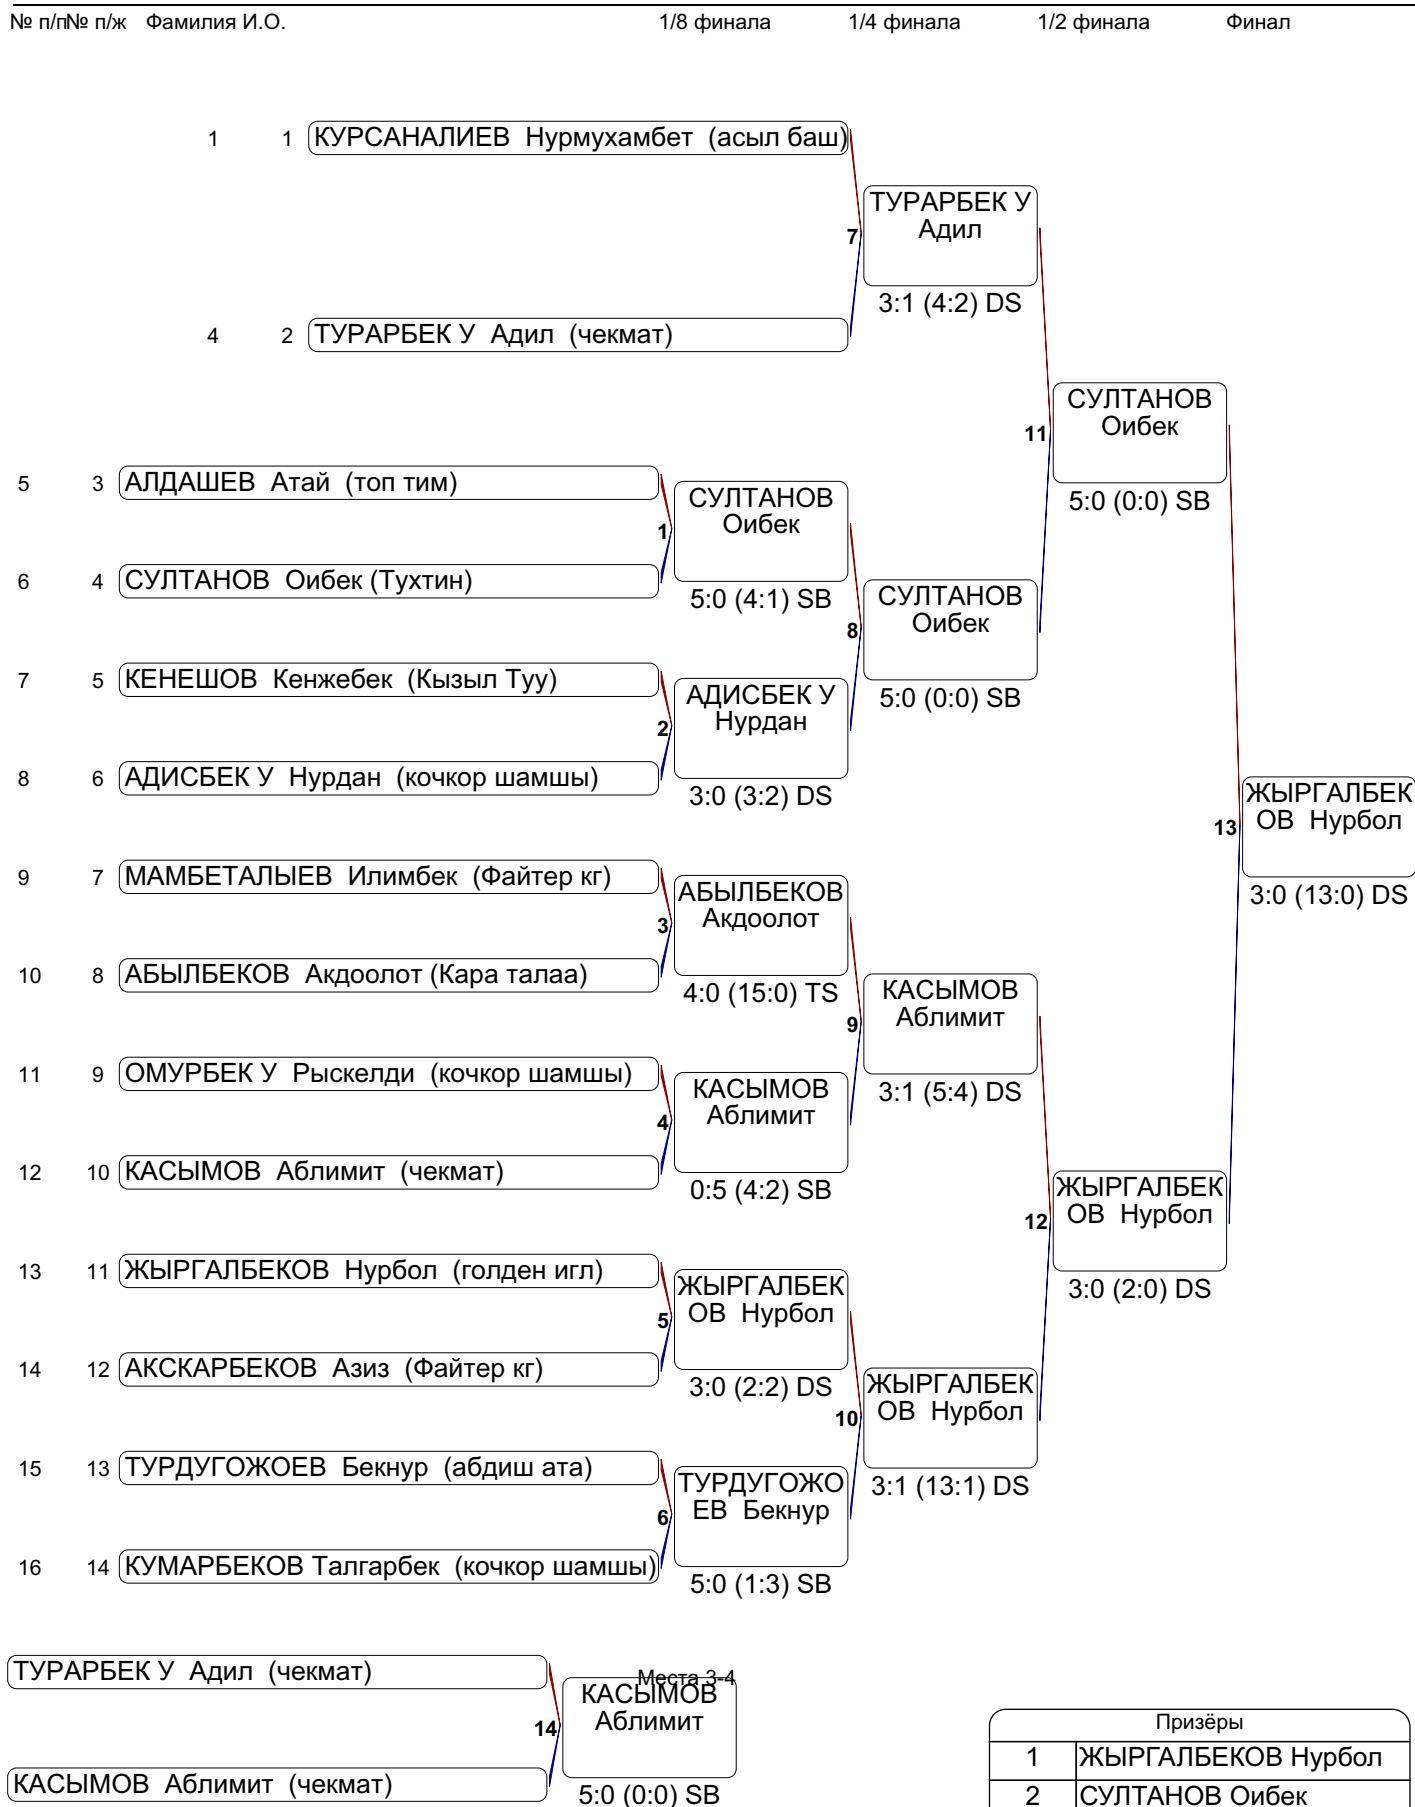 № п/п№ п/ж Фамилия И.О. 1/8 финала 1/4 финала 1/2 финала Финал
1 1 КУРСАНАЛИЕВ Нурмухамбет (асыл баш)
ТУРАРБЕК У
Адил
7
3:1 (4:2) DS
4 2 ТУРАРБЕК У Адил (чекмат)
СУЛТАНОВ
Оибек
11
5:0 (0:0) SB
5 3 АЛДАШЕВ Атай (топ тим)
СУЛТАНОВ
Оибек
1
5:0 (4:1) SB
6 4 СУЛТАНОВ Оибек (Тухтин)
СУЛТАНОВ
Оибек
8
5:0 (0:0) SB
7 5 КЕНЕШОВ Кенжебек (Кызыл Туу)
АДИСБЕК У
Нурдан
2
3:0 (3:2) DS
8 6 АДИСБЕК У Нурдан (кочкор шамшы)
ЖЫРГАЛБЕК
ОВ Нурбол
13
3:0 (13:0) DS
9 7 МАМБЕТАЛЫЕВ Илимбек (Файтер кг)
АБЫЛБЕКОВ
Акдоолот
3
4:0 (15:0) TS
10 8 АБЫЛБЕКОВ Акдоолот (Кара талаа)
КАСЫМОВ
Аблимит
9
3:1 (5:4) DS
11 9 ОМУРБЕК У Рыскелди (кочкор шамшы)
КАСЫМОВ
Аблимит
4
0:5 (4:2) SB
12 10 КАСЫМОВ Аблимит (чекмат)
ЖЫРГАЛБЕК
ОВ Нурбол
12
3:0 (2:0) DS
13 11 ЖЫРГАЛБЕКОВ Нурбол (голден игл)
ЖЫРГАЛБЕК
ОВ Нурбол
5
3:0 (2:2) DS
14 12 АКСКАРБЕКОВ Азиз (Файтер кг)
ЖЫРГАЛБЕК
ОВ Нурбол
10
3:1 (13:1) DS
15 13 ТУРДУГОЖОЕВ Бекнур (абдиш ата)
ТУРДУГОЖО
ЕВ Бекнур
6
5:0 (1:3) SB
16 14 КУМАРБЕКОВ Талгарбек (кочкор шамшы)
ТУРАРБЕК У Адил (чекмат)
Места 3-4
КАСЫМОВ
Аблимит
14
5:0 (0:0) SB
КАСЫМОВ Аблимит (чекмат)
Призёры
1 ЖЫРГАЛБЕКОВ Нурбол
2 СУЛТАНОВ Оибек